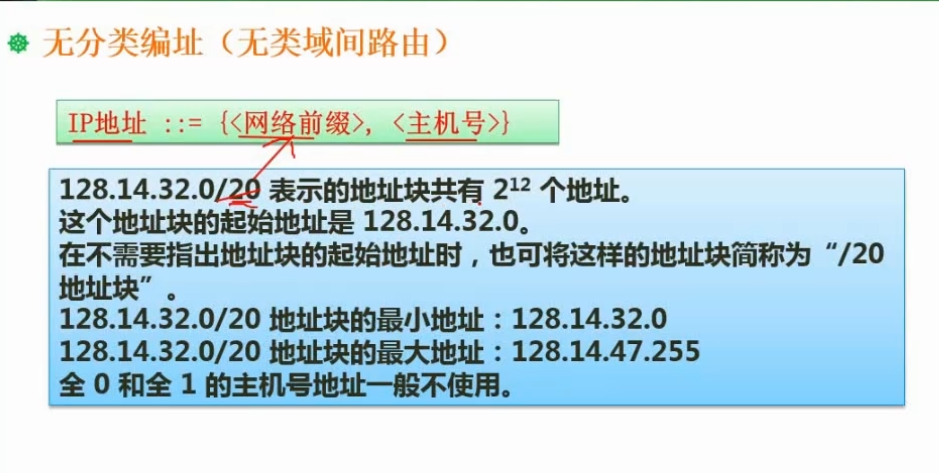 无分类编址（无类域间路由）
IP地址 ::= {<网络前缀>, <主机号>}
128.14.32.0/20 表示的地址块共有 2¹² 个地址。
这个地址块的起始地址是 128.14.32.0。
在不需要指出地址块的起始地址时，也可将这样的地址块简称为“/20
地址块”。
128.14.32.0/20 地址块的最小地址：128.14.32.0
128.14.32.0/20 地址块的最大地址：128.14.47.255
全 0 和全 1 的主机号地址一般不使用。